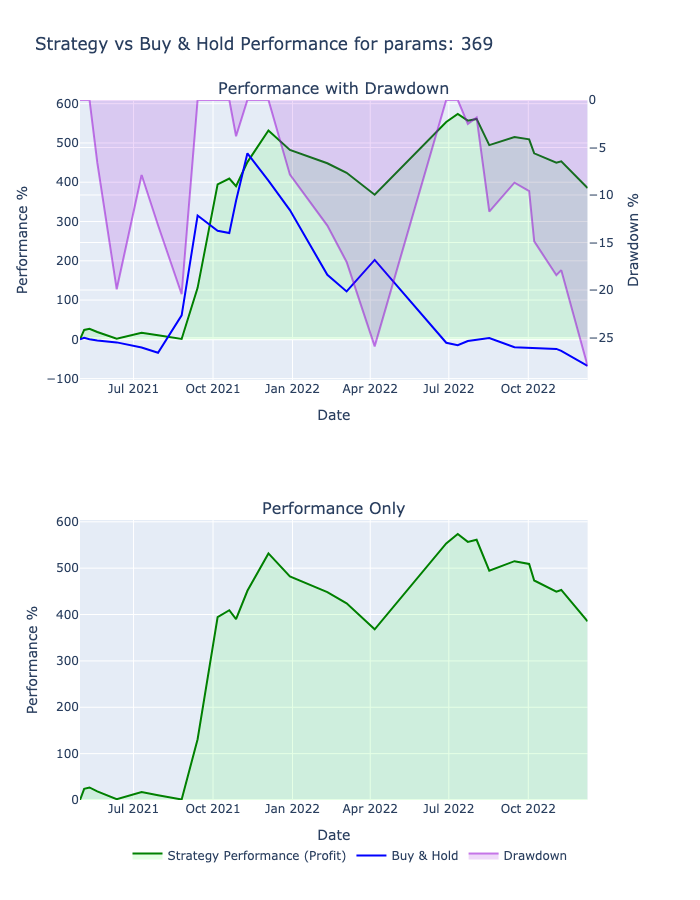 Strategy vs Buy & Hold Performance for params: 369
Performance with Drawdown
600
500
400
300
200
100
0
−100
Performance %
0
−5
−10
−15
−20
−25
Drawdown %
Jul 2021
Oct 2021
Jan 2022
Apr 2022
Jul 2022
Oct 2022
Date
Performance Only
600
500
400
300
200
100
0
Performance %
Jul 2021
Oct 2021
Jan 2022
Apr 2022
Jul 2022
Oct 2022
Date
Strategy Performance (Profit)
Buy & Hold
Drawdown